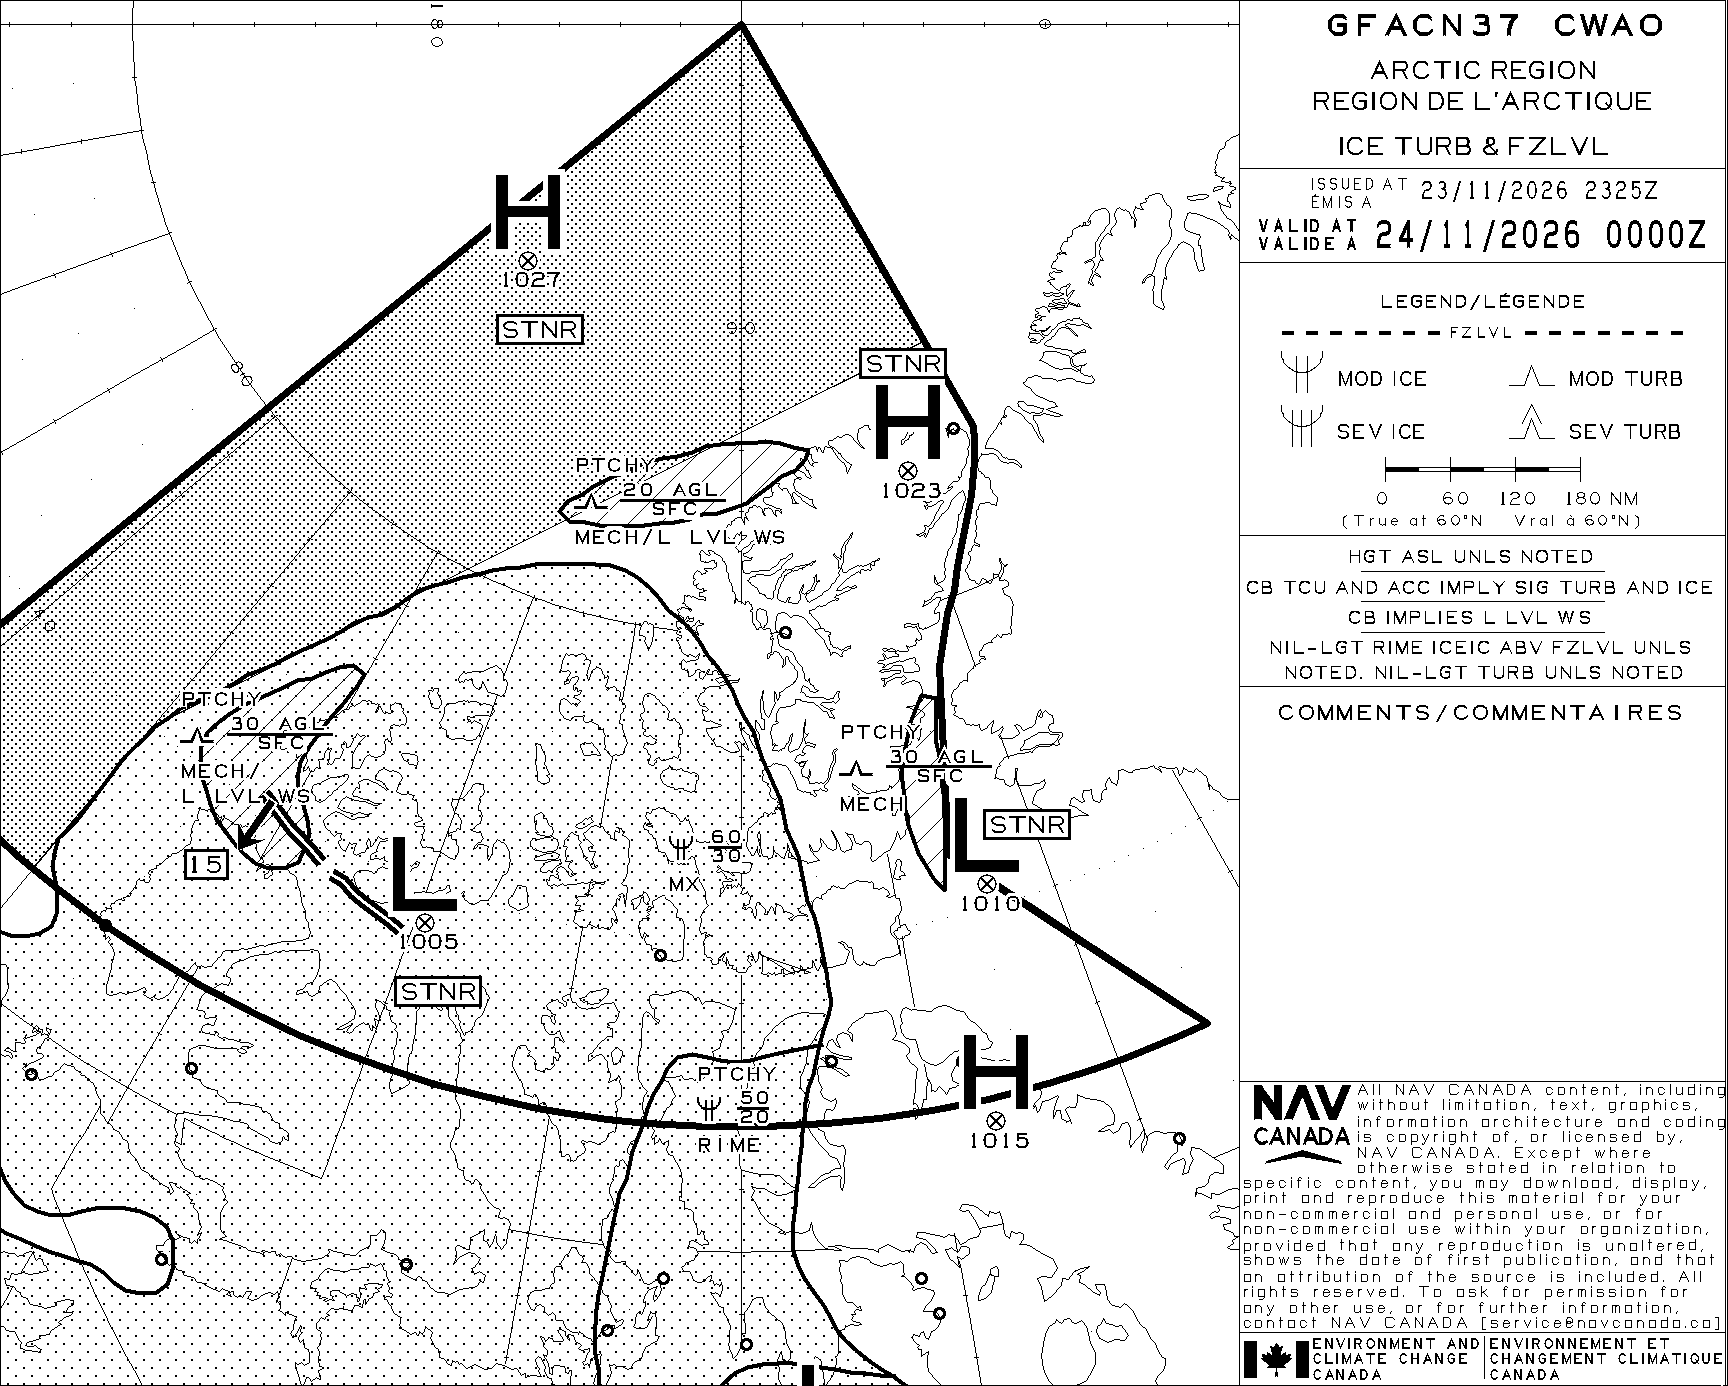 GFACN37 CWAO
ARCTIC REGION
REGION DE L'ARCTIQUE
ICE TURB & FZLVL
ISSUED AT
ÉMIS A
23/11/2026 2325Z
VALID AT
VALIDE A
24/11/2026 0000Z
LEGEND/LÉGENDE
FZLVL
MOD ICE
MOD TURB
SEV ICE
SEV TURB
0 60 120 180 NM
(True at 60°N Vrai à 60°N)
HGT ASL UNLS NOTED
CB TCU AND ACC IMPLY SIG TURB AND ICE
CB IMPLIES L LVL WS
NIL-LGT RIME ICEIC ABV FZLVL UNLS
NOTED. NIL-LGT TURB UNLS NOTED
COMMENTS/COMMENTAIRES
NAV
CANADA
All NAV CANADA content, including
without limitation, text, graphics,
information architecture and coding
is copyright of, or licensed by,
NAV CANADA. Except where
otherwise stated in relation to
specific content, you may download, display,
print and reproduce this material for your
non-commercial and personal use, or for
non-commercial use within your organization,
provided that any reproduction is unaltered,
shows the date of first publication, and that
an attribution of the source is included. All
rights reserved. To ask for permission for
any other use, or for further information,
contact NAV CANADA [service@navcanada.ca]
ENVIRONMENT AND
CLIMATE CHANGE
CANADA
ENVIRONNEMENT ET
CHANGEMENT CLIMATIQUE
CANADA
180
0
H
1027
STNR
90
80
STNR
H
1023
PTCHY
20 AGL
SFC
MECH/L LVL WS
PTCHY
30 AGL
SFC
MECH/
L LVL WS
15
L
1005
STNR
60
30
MX
PTCHY
30 AGL
SFC
MECH
L
STNR
1010
H
1015
PTCHY
50
20
RIME